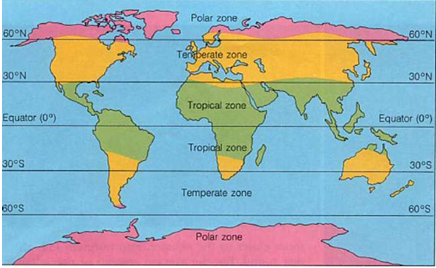 Polar zone
60°N 60°N
Temperate zone
30°N 30°N
Tropical zone
Equator (0°) Equator (0°)
Tropical zone
30°S 30°S
Temperate zone
60°S 60°S
Polar zone